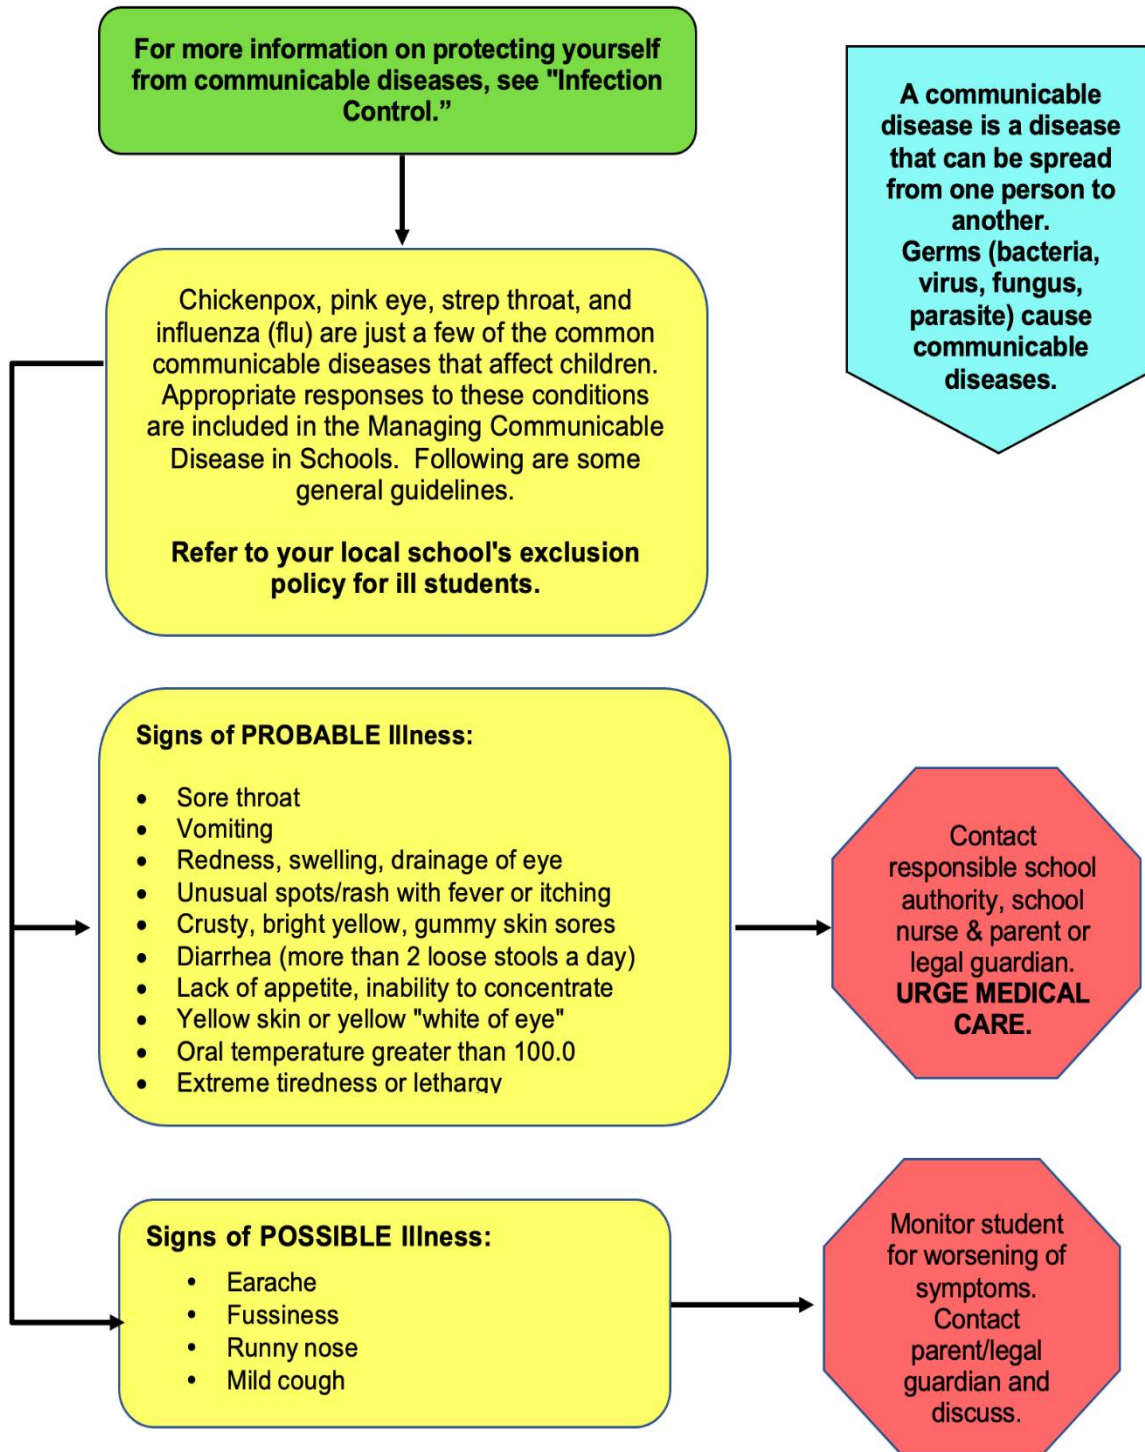 For more information on protecting yourself
from communicable diseases, see "Infection
Control.”
A communicable
disease is a disease
that can be spread
from one person to
another.
Germs (bacteria,
virus, fungus,
parasite) cause
communicable
diseases.
Chickenpox, pink eye, strep throat, and
influenza (flu) are just a few of the common
communicable diseases that affect children.
Appropriate responses to these conditions
are included in the Managing Communicable
Disease in Schools.  Following are some
general guidelines.
Refer to your local school's exclusion
policy for ill students.
Signs of PROBABLE Illness:
• Sore throat
• Vomiting
• Redness, swelling, drainage of eye
• Unusual spots/rash with fever or itching
• Crusty, bright yellow, gummy skin sores
• Diarrhea (more than 2 loose stools a day)
• Lack of appetite, inability to concentrate
• Yellow skin or yellow "white of eye"
• Oral temperature greater than 100.0
• Extreme tiredness or lethargy
Contact
responsible school
authority, school
nurse & parent or
legal guardian.
URGE MEDICAL
CARE.
Signs of POSSIBLE Illness:
• Earache
• Fussiness
• Runny nose
• Mild cough
Monitor student
for worsening of
symptoms.
Contact
parent/legal
guardian and
discuss.